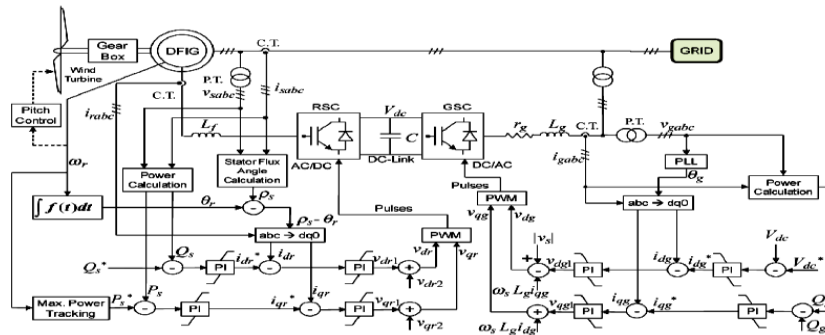 Gear Box
DFIG
C.T.
GRID
Wind Turbine
P.T.
v_sabc
i_sabc
C.T.
Pitch Control
i_rabc
RSC
V_dc
GSC
L_f
C
r_g
L_g
C.T.
P.T.
v_gabc
AC/DC
DC-Link
DC/AC
i_gabc
PLL
ω_r
Power Calculation
Stator Flux Angle Calculation
Pulses
Pulses
PWM
θ_g
Power Calculation
∫ f (t)dt
θ_r
ρ_s
-
ρ_s - θ_r
abc → dq0
v_qg
v_dg
abc → dq0
PWM
|v_s|
V_dc
Q_s
Q_s*
-
PI
i_dr*
-
i_dr
PI
v_dr1
+
v_dr
v_qr
v_dr2
+
-
v_dg1
PI
-
i_dg
i_dg*
PI
-
V_dc*
ω_s L_g i_qg
Max. Power Tracking
P_s*
P_s
-
PI
i_qr*
-
i_qr
PI
v_qr1
+
v_qr2
+
v_qg1
PI
i_qg
-
i_qg*
PI
-
ω_s L_g i_dg